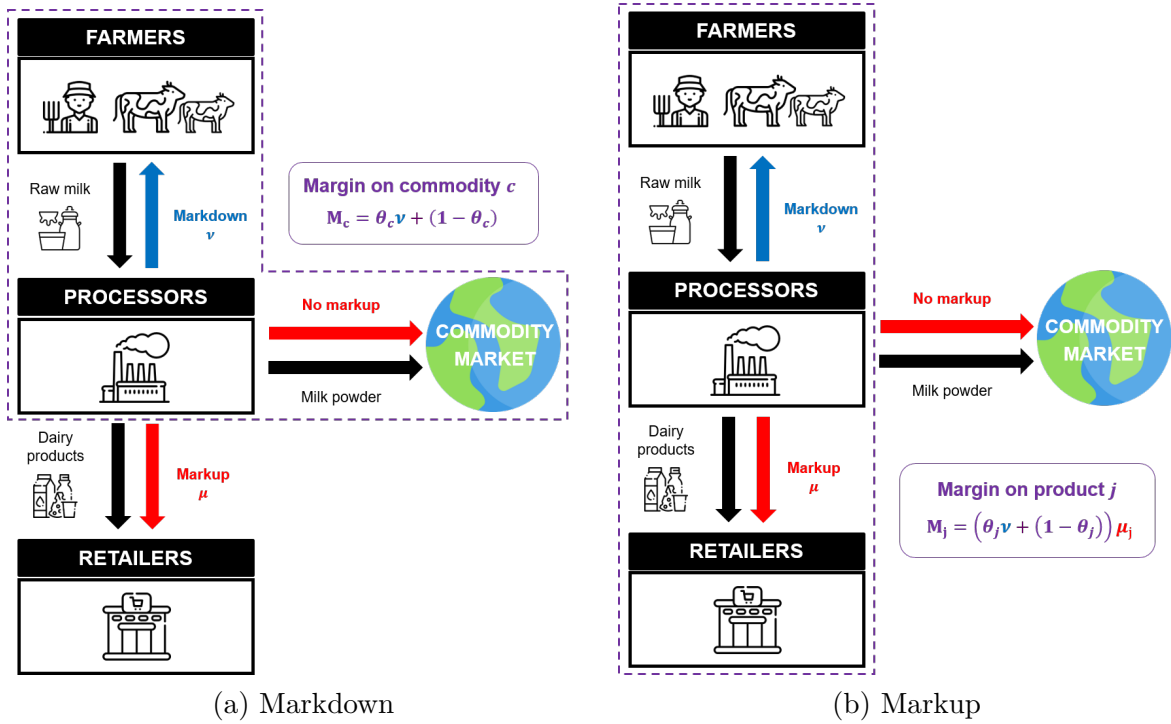 FARMERS
Raw milk
Markdown
ν
Margin on commodity c
M_c = θ_cν + (1 − θ_c)
PROCESSORS
No markup
COMMODITY
MARKET
Milk powder
Dairy
products
Markup
μ
RETAILERS
(a) Markdown
FARMERS
Raw milk
Markdown
ν
PROCESSORS
No markup
COMMODITY
MARKET
Milk powder
Dairy
products
Markup
μ
Margin on product j
M_j = (θ_jν + (1 − θ_j)) μ_j
RETAILERS
(b) Markup